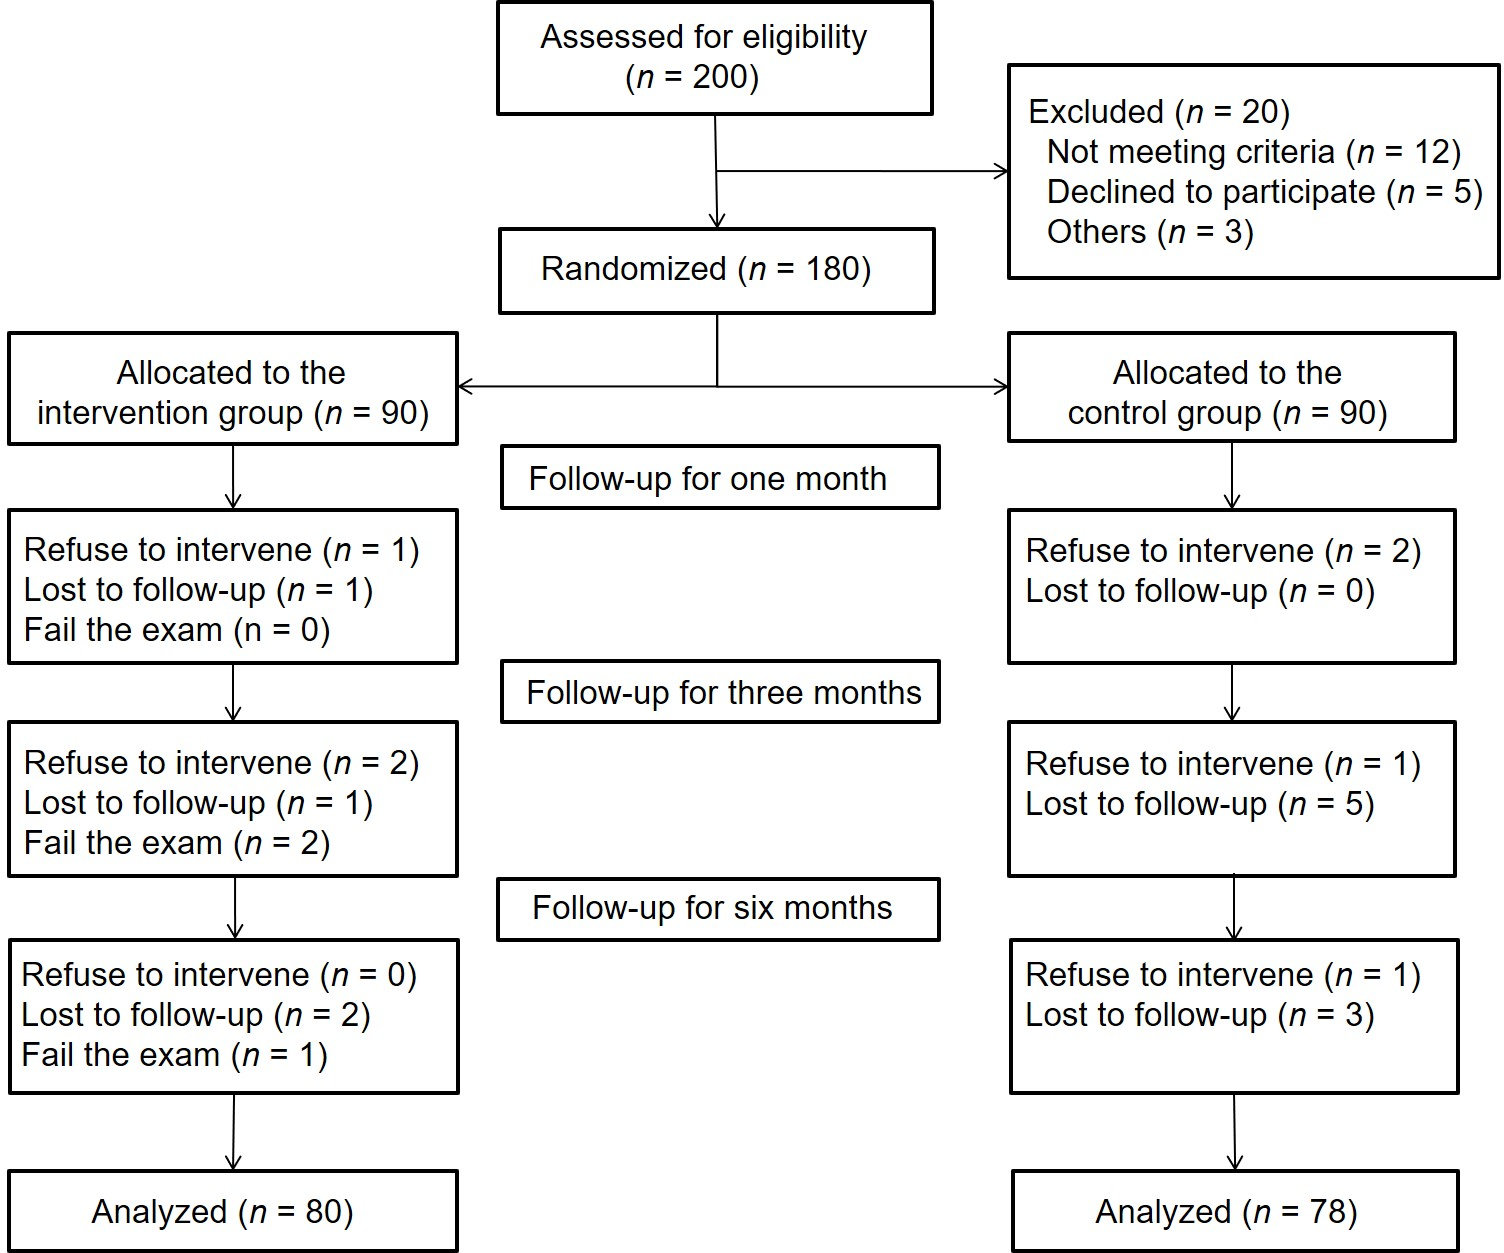 Assessed for eligibility
(n = 200)
Excluded (n = 20)
Not meeting criteria (n = 12)
Declined to participate (n = 5)
Others (n = 3)
Randomized (n = 180)
Allocated to the
intervention group (n = 90)
Allocated to the
control group (n = 90)
Follow-up for one month
Refuse to intervene (n = 1)
Lost to follow-up (n = 1)
Fail the exam (n = 0)
Refuse to intervene (n = 2)
Lost to follow-up (n = 0)
Follow-up for three months
Refuse to intervene (n = 2)
Lost to follow-up (n = 1)
Fail the exam (n = 2)
Refuse to intervene (n = 1)
Lost to follow-up (n = 5)
Follow-up for six months
Refuse to intervene (n = 0)
Lost to follow-up (n = 2)
Fail the exam (n = 1)
Refuse to intervene (n = 1)
Lost to follow-up (n = 3)
Analyzed (n = 80)
Analyzed (n = 78)